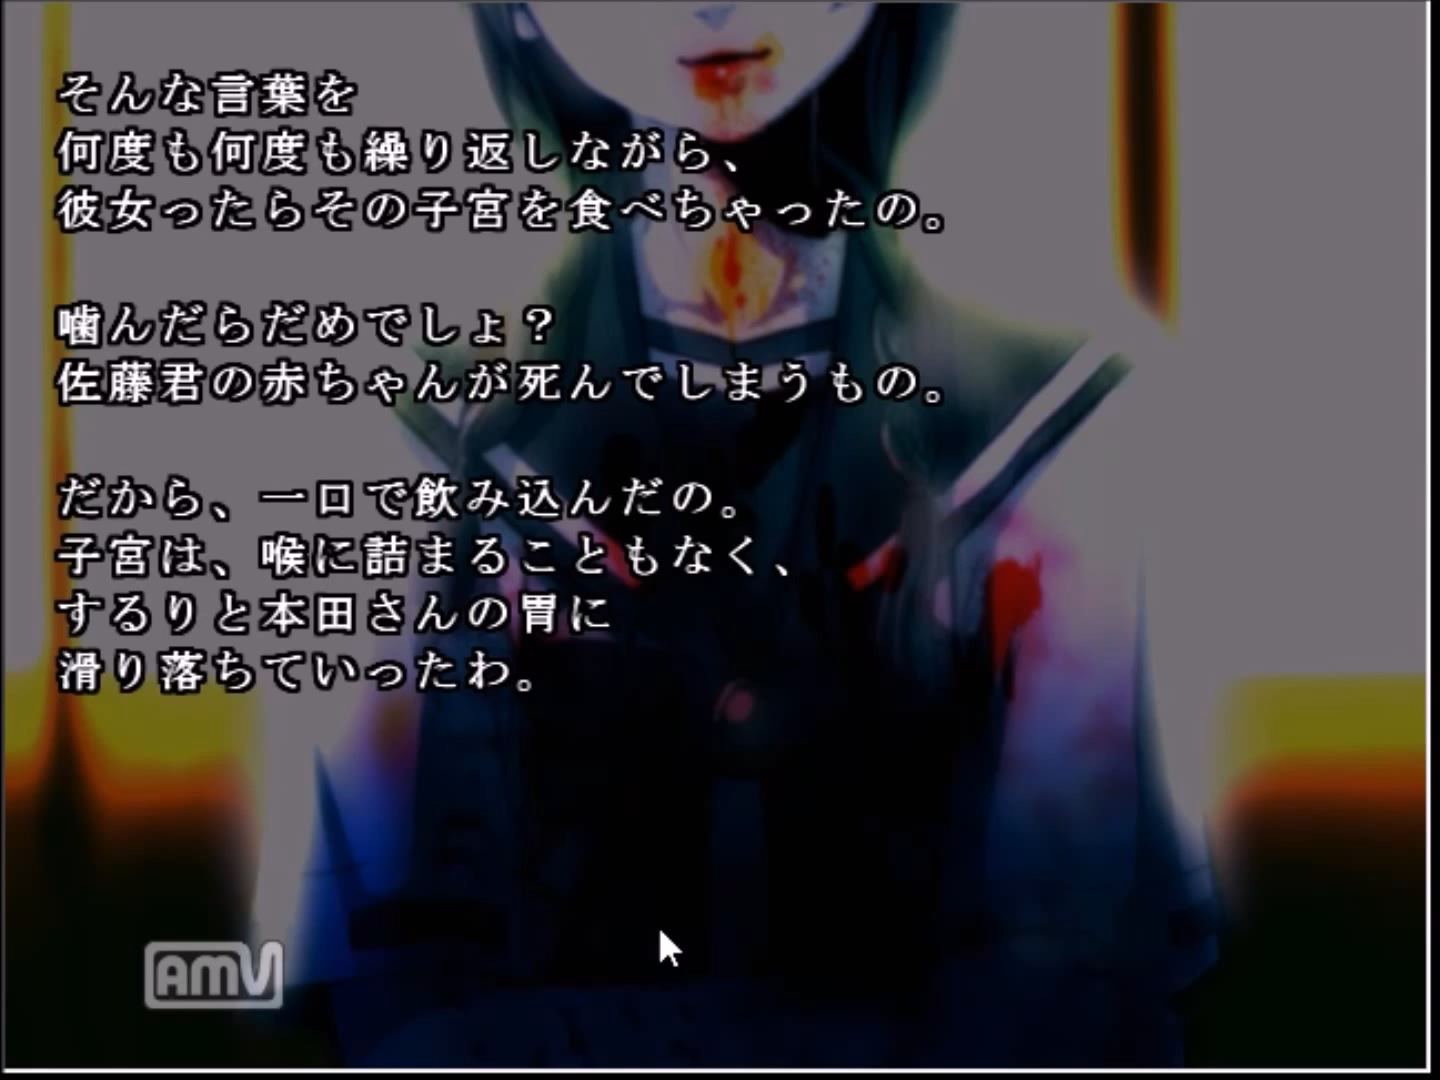 そんな言葉を
何度も何度も繰り返しながら、
彼女ったらその子宮を食べちゃったの。
噛んだらだめでしょ？
佐藤君の赤ちゃんが死んでしまうもの。
だから、一口で飲み込んだの。
子宮は、喉に詰まることもなく、
するりと本田さんの胃に
滑り落ちていったわ。
AMV